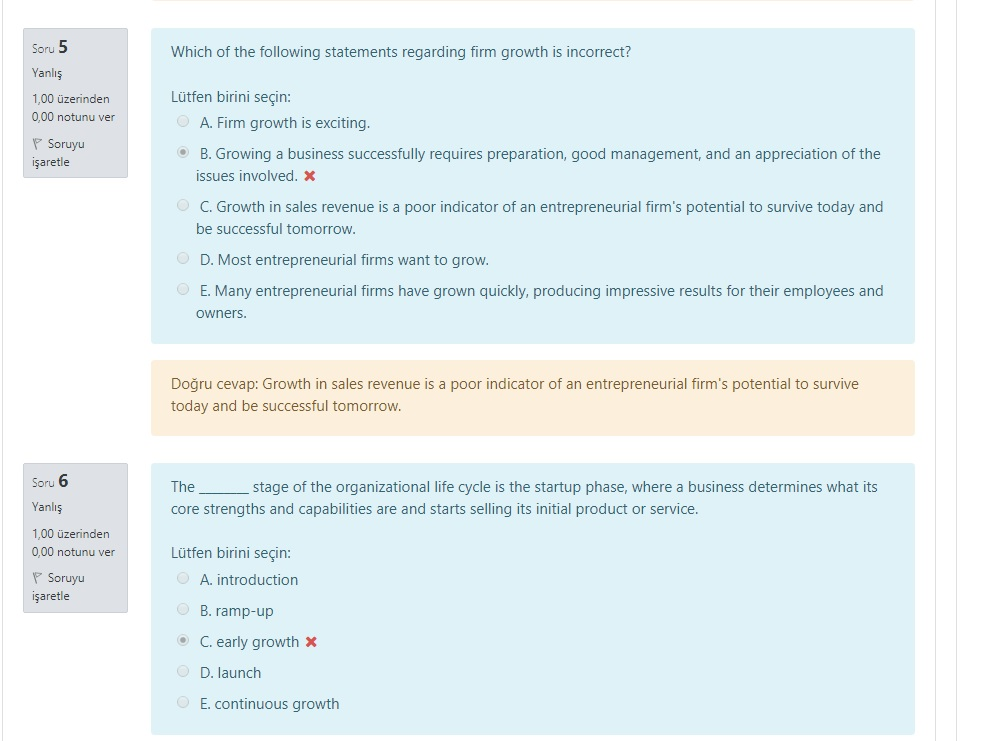 Soru 5
Yanlış
1,00 üzerinden
0,00 notunu ver
Soruyu
işaretle
Which of the following statements regarding firm growth is incorrect?
Lütfen birini seçin:
A. Firm growth is exciting.
B. Growing a business successfully requires preparation, good management, and an appreciation of the
issues involved.
C. Growth in sales revenue is a poor indicator of an entrepreneurial firm's potential to survive today and
be successful tomorrow.
D. Most entrepreneurial firms want to grow.
E. Many entrepreneurial firms have grown quickly, producing impressive results for their employees and
owners.
Doğru cevap: Growth in sales revenue is a poor indicator of an entrepreneurial firm's potential to survive
today and be successful tomorrow.
Soru 6
Yanlış
1,00 üzerinden
0,00 notunu ver
Soruyu
işaretle
The _______ stage of the organizational life cycle is the startup phase, where a business determines what its
core strengths and capabilities are and starts selling its initial product or service.
Lütfen birini seçin:
A. introduction
B. ramp-up
C. early growth
D. launch
E. continuous growth